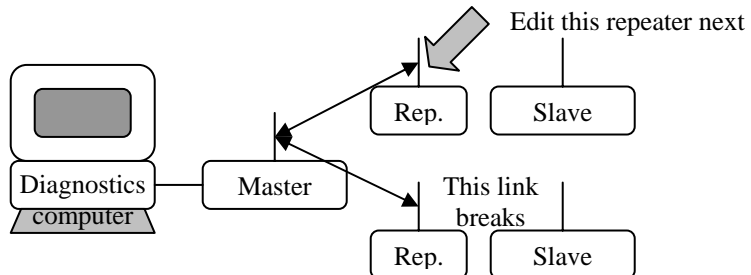 Edit this repeater next
Rep.
Slave
Diagnostics
computer
Master
This link
breaks
Rep.
Slave